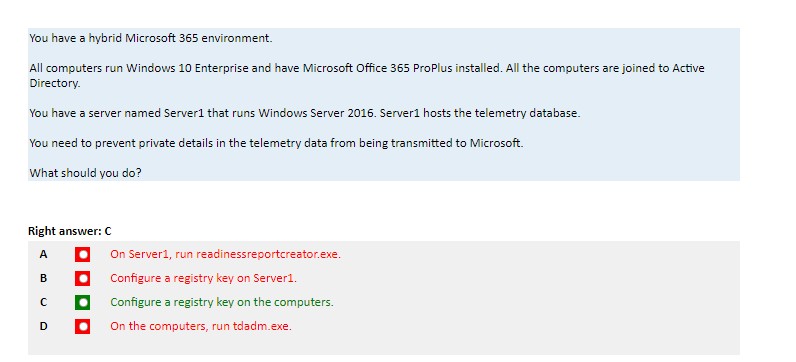 You have a hybrid Microsoft 365 environment.
All computers run Windows 10 Enterprise and have Microsoft Office 365 ProPlus installed. All the computers are joined to Active
Directory.
You have a server named Server1 that runs Windows Server 2016. Server1 hosts the telemetry database.
You need to prevent private details in the telemetry data from being transmitted to Microsoft.
What should you do?
Right answer: C
A On Server1, run readinessreportcreator.exe.
B Configure a registry key on Server1.
C Configure a registry key on the computers.
D On the computers, run tdadm.exe.